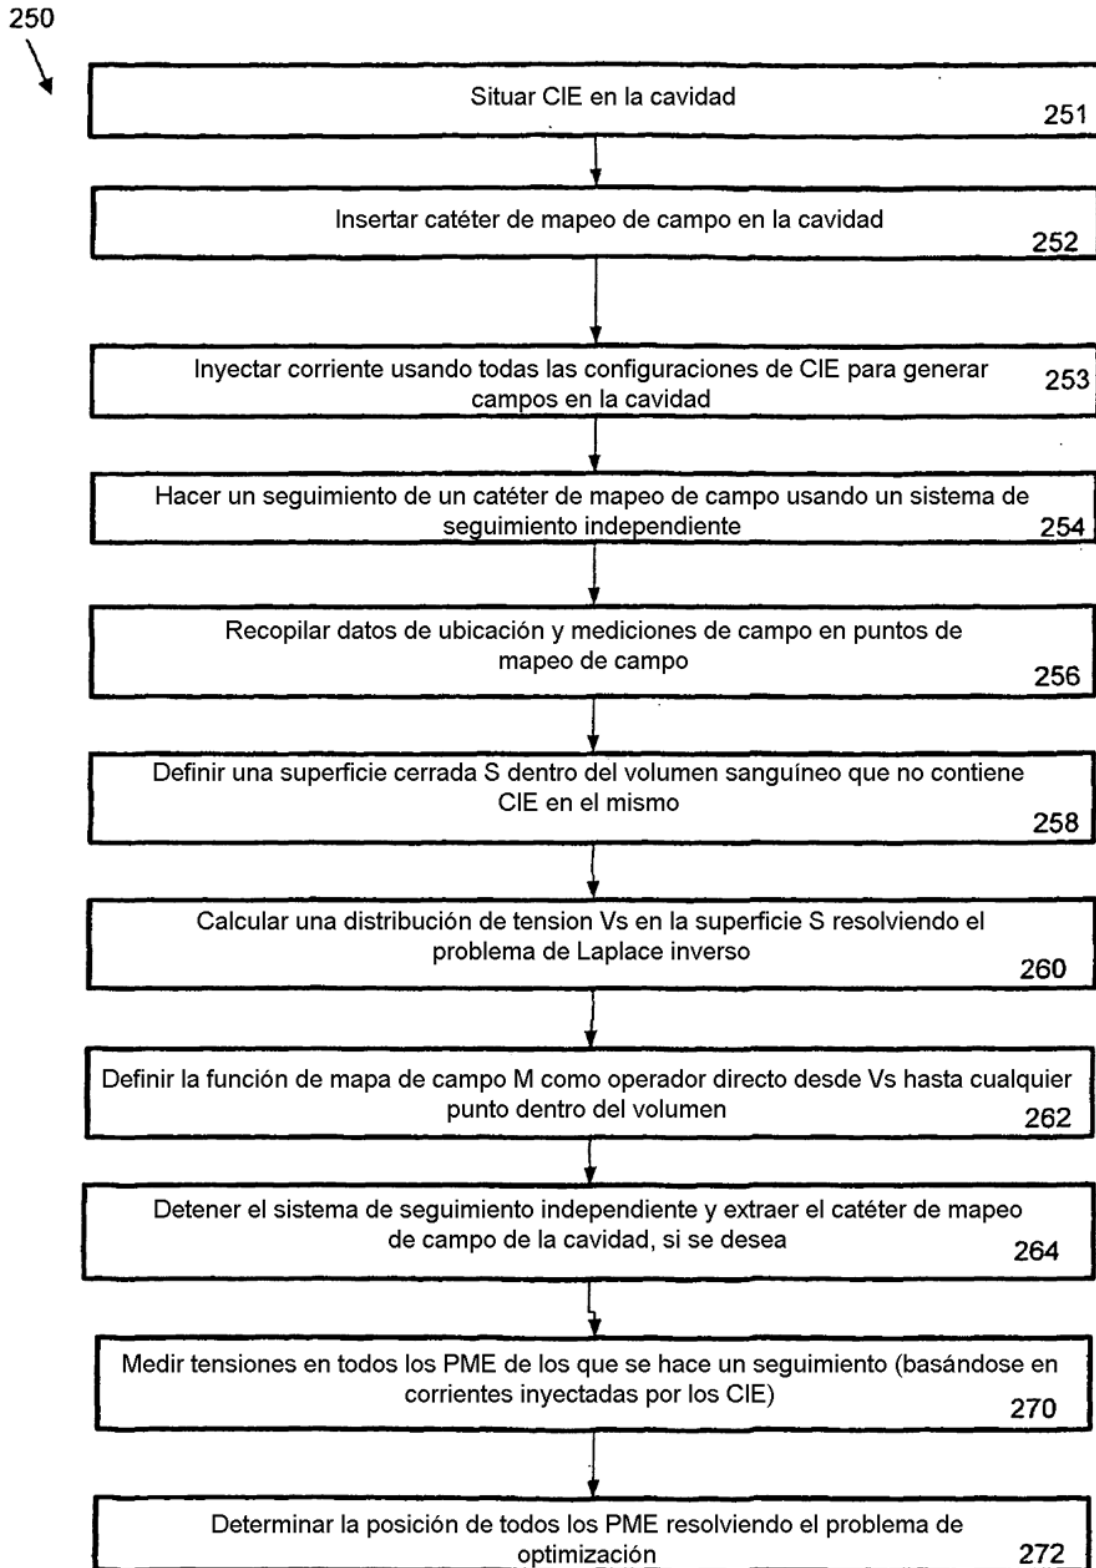 250
Situar CIE en la cavidad
251
Insertar catéter de mapeo de campo en la cavidad
252
Inyectar corriente usando todas las configuraciones de CIE para generar
campos en la cavidad
253
Hacer un seguimiento de un catéter de mapeo de campo usando un sistema de
seguimiento independiente
254
Recopilar datos de ubicación y mediciones de campo en puntos de
mapeo de campo
256
Definir una superficie cerrada S dentro del volumen sanguíneo que no contiene
CIE en el mismo
258
Calcular una distribución de tension Vs en la superficie S resolviendo el
problema de Laplace inverso
260
Definir la función de mapa de campo M como operador directo desde Vs hasta cualquier
punto dentro del volumen
262
Detener el sistema de seguimiento independiente y extraer el catéter de mapeo
de campo de la cavidad, si se desea
264
Medir tensiones en todos los PME de los que se hace un seguimiento (basándose en
corrientes inyectadas por los CIE)
270
Determinar la posición de todos los PME resolviendo el problema de
optimización
272